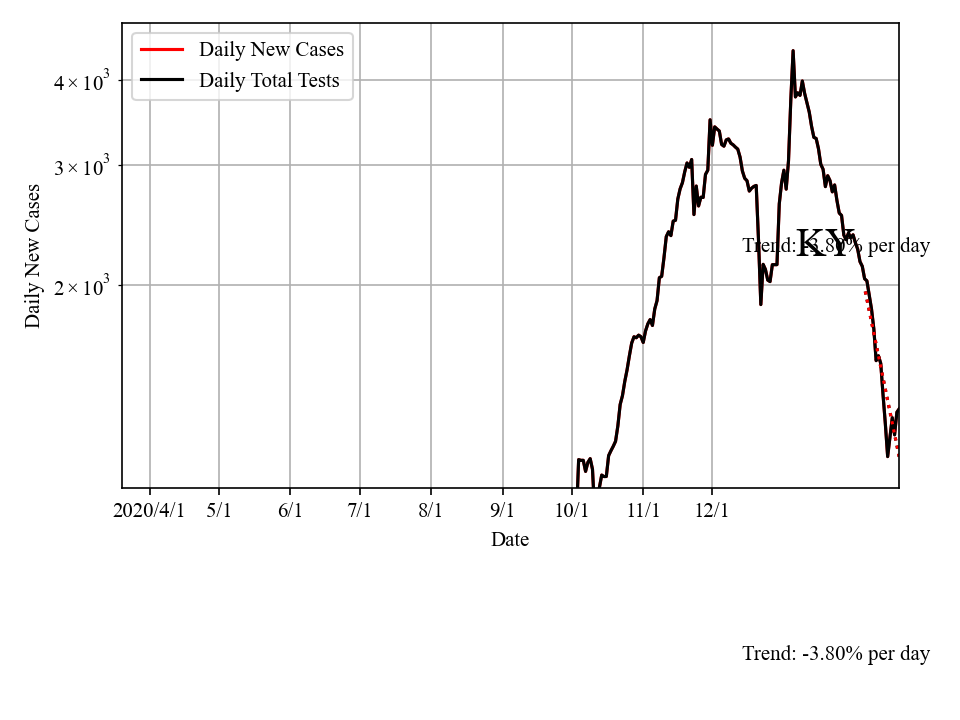 Daily New Cases
Daily Total Tests
4 × 10³
3 × 10³
2 × 10³
Daily New Cases
KY
Trend: -3.80% per day
2020/4/1 5/1 6/1 7/1 8/1 9/1 10/1 11/1 12/1
Date
Trend: -3.80% per day